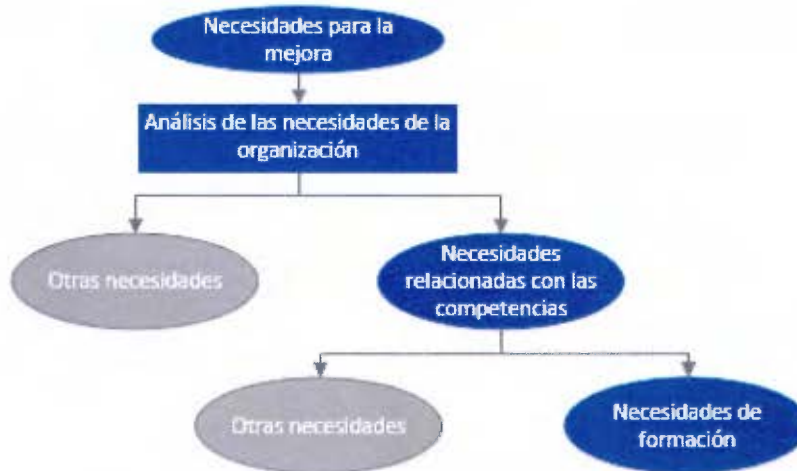 Necesidades para la
mejora
Análisis de las necesidades de la
organización
Otras necesidades
Necesidades
relacionadas con las
competencias
Otras necesidades
Necesidades de
formación